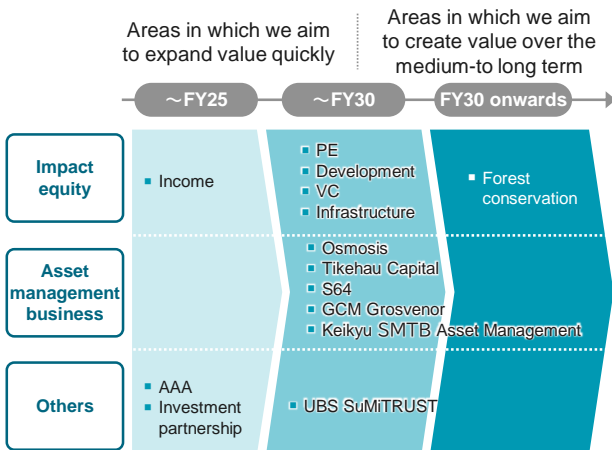 Areas in which we aim
to expand value quickly
Areas in which we aim
to create value over the
medium-to long term
～FY25
～FY30
FY30 onwards
Impact
equity
Income
PE
Development
VC
Infrastructure
Forest
conservation
Asset
management
business
Osmosis
Tikehau Capital
S64
GCM Grosvenor
Keikyu SMTB Asset Management
Others
AAA
Investment
partnership
UBS SuMiTRUST